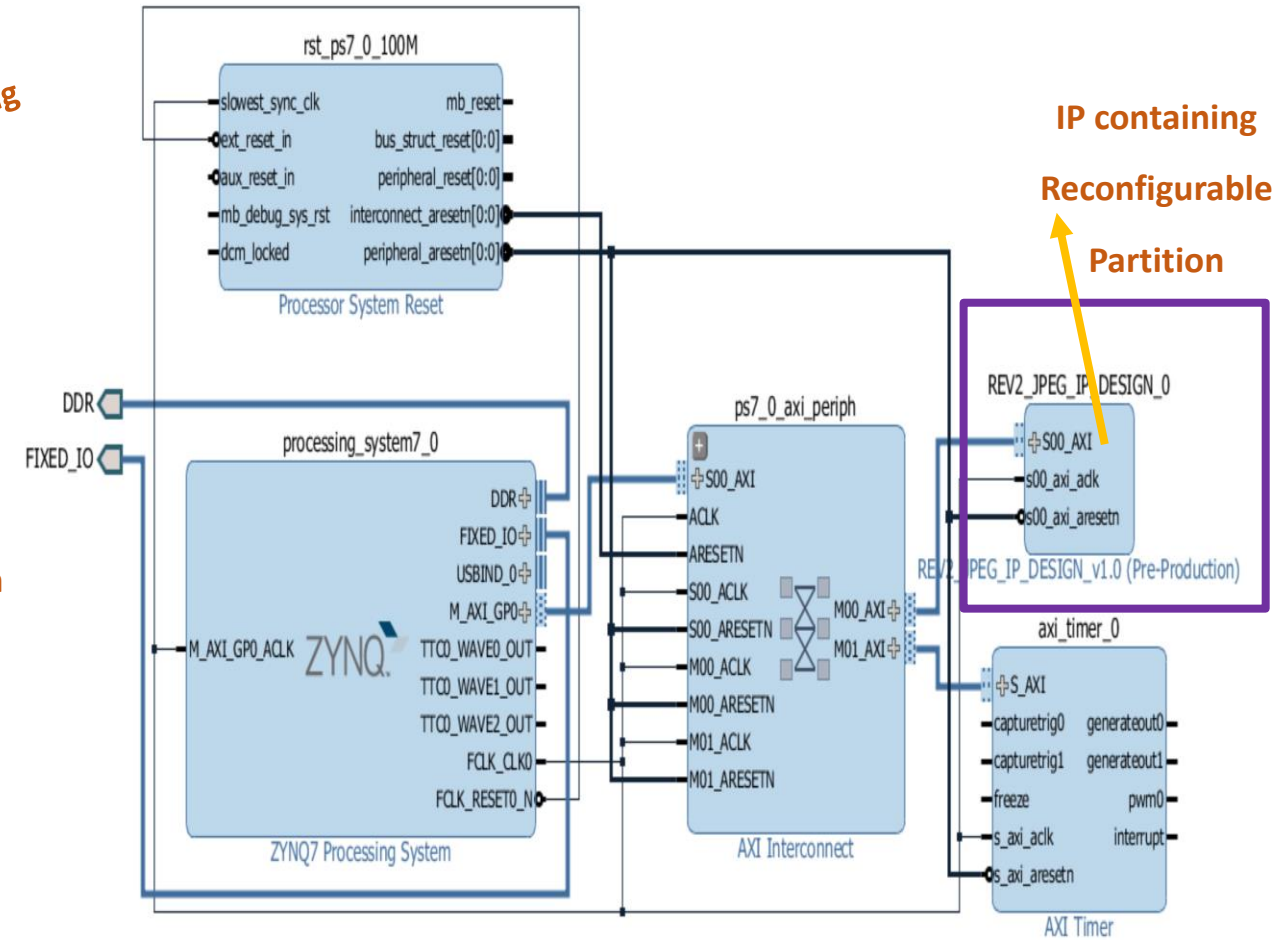 rst_ps7_0_100M
slowest_sync_clk
ext_reset_in
aux_reset_in
mb_debug_sys_rst
dcm_locked
mb_reset
bus_struct_reset[0:0]
peripheral_reset[0:0]
interconnect_aresetn[0:0]
peripheral_aresetn[0:0]
Processor System Reset
IP containing
Reconfigurable
Partition
DDR
FIXED_IO
processing_system7_0
M_AXI_GP0_ACLK
ZYNQ
DDR
FIXED_IO
USBIND_0
M_AXI_GP0
TTC0_WAVE0_OUT
TTC0_WAVE1_OUT
TTC0_WAVE2_OUT
FCLK_CLK0
FCLK_RESET0_N
ZYNQ7 Processing System
ps7_0_axi_periph
S00_AXI
ACLK
ARESETN
S00_ACLK
S00_ARESETN
M00_ACLK
M00_ARESETN
M01_ACLK
M01_ARESETN
M00_AXI
M01_AXI
AXI Interconnect
REV2_JPEG_IP_DESIGN_0
S00_AXI
s00_axi_aclk
s00_axi_aresetn
REV2_JPEG_IP_DESIGN_v1.0 (Pre-Production)
axi_timer_0
S_AXI
capturetrig0
capturetrig1
freeze
s_axi_aclk
s_axi_aresetn
generateout0
generateout1
pwm0
interrupt
AXI Timer